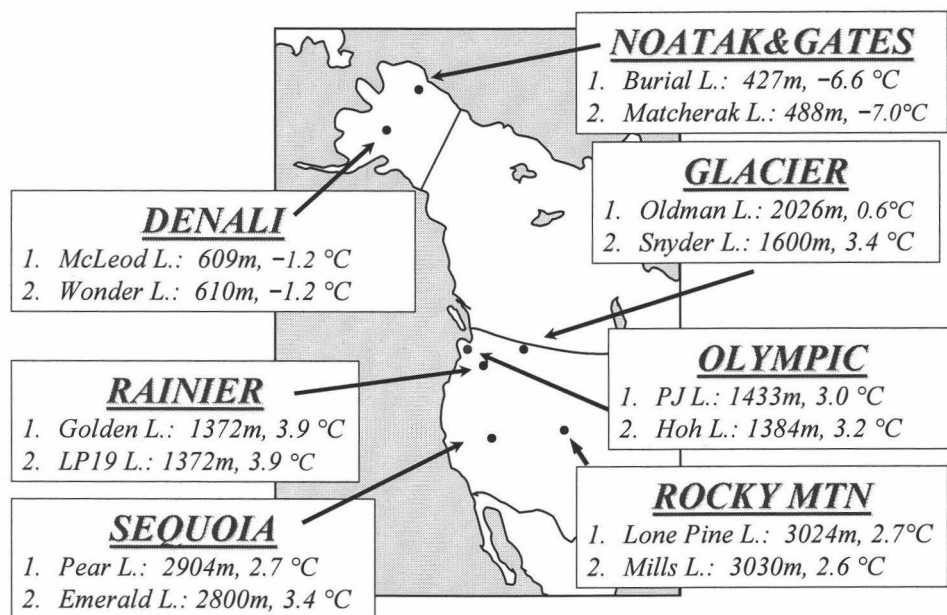 NOATAK&GATES
1. Burial L.: 427m, −6.6 °C
2. Matcherak L.: 488m, −7.0°C
GLACIER
1. Oldman L.: 2026m, 0.6°C
2. Snyder L.: 1600m, 3.4 °C
DENALI
1. McLeod L.: 609m, −1.2 °C
2. Wonder L.: 610m, −1.2 °C
OLYMPIC
1. PJ L.: 1433m, 3.0 °C
2. Hoh L.: 1384m, 3.2 °C
RAINIER
1. Golden L.: 1372m, 3.9 °C
2. LP19 L.: 1372m, 3.9 °C
ROCKY MTN
1. Lone Pine L.: 3024m, 2.7°C
2. Mills L.: 3030m, 2.6 °C
SEQUOIA
1. Pear L.: 2904m, 2.7 °C
2. Emerald L.: 2800m, 3.4 °C